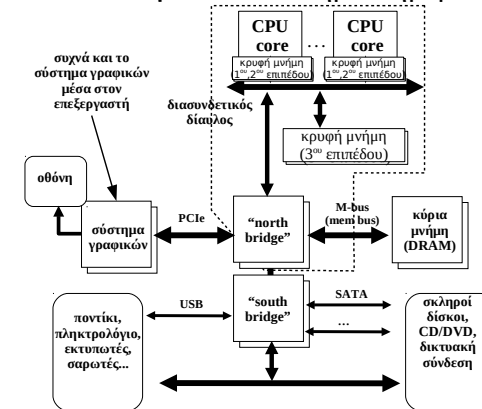 CPU
core
...
CPU
core
κρυφή μνήμη
(1ου,2ου επιπέδου)
κρυφή μνήμη
(1ου,2ου επιπέδου)
συχνά και το
σύστημα γραφικών
μέσα στον
επεξεργαστή
διασυνδετικός
δίαυλος
κρυφή μνήμη
(3ου επιπέδου)
οθόνη
σύστημα
γραφικών
PCIe
“north
bridge”
M-bus
(mem bus)
κύρια
μνήμη
(DRAM)
ποντίκι,
πληκτρολόγιο,
εκτυπωτές,
σαρωτές...
USB
“south
bridge”
SATA
...
σκληροί
δίσκοι,
CD/DVD,
δικτυακή
σύνδεση